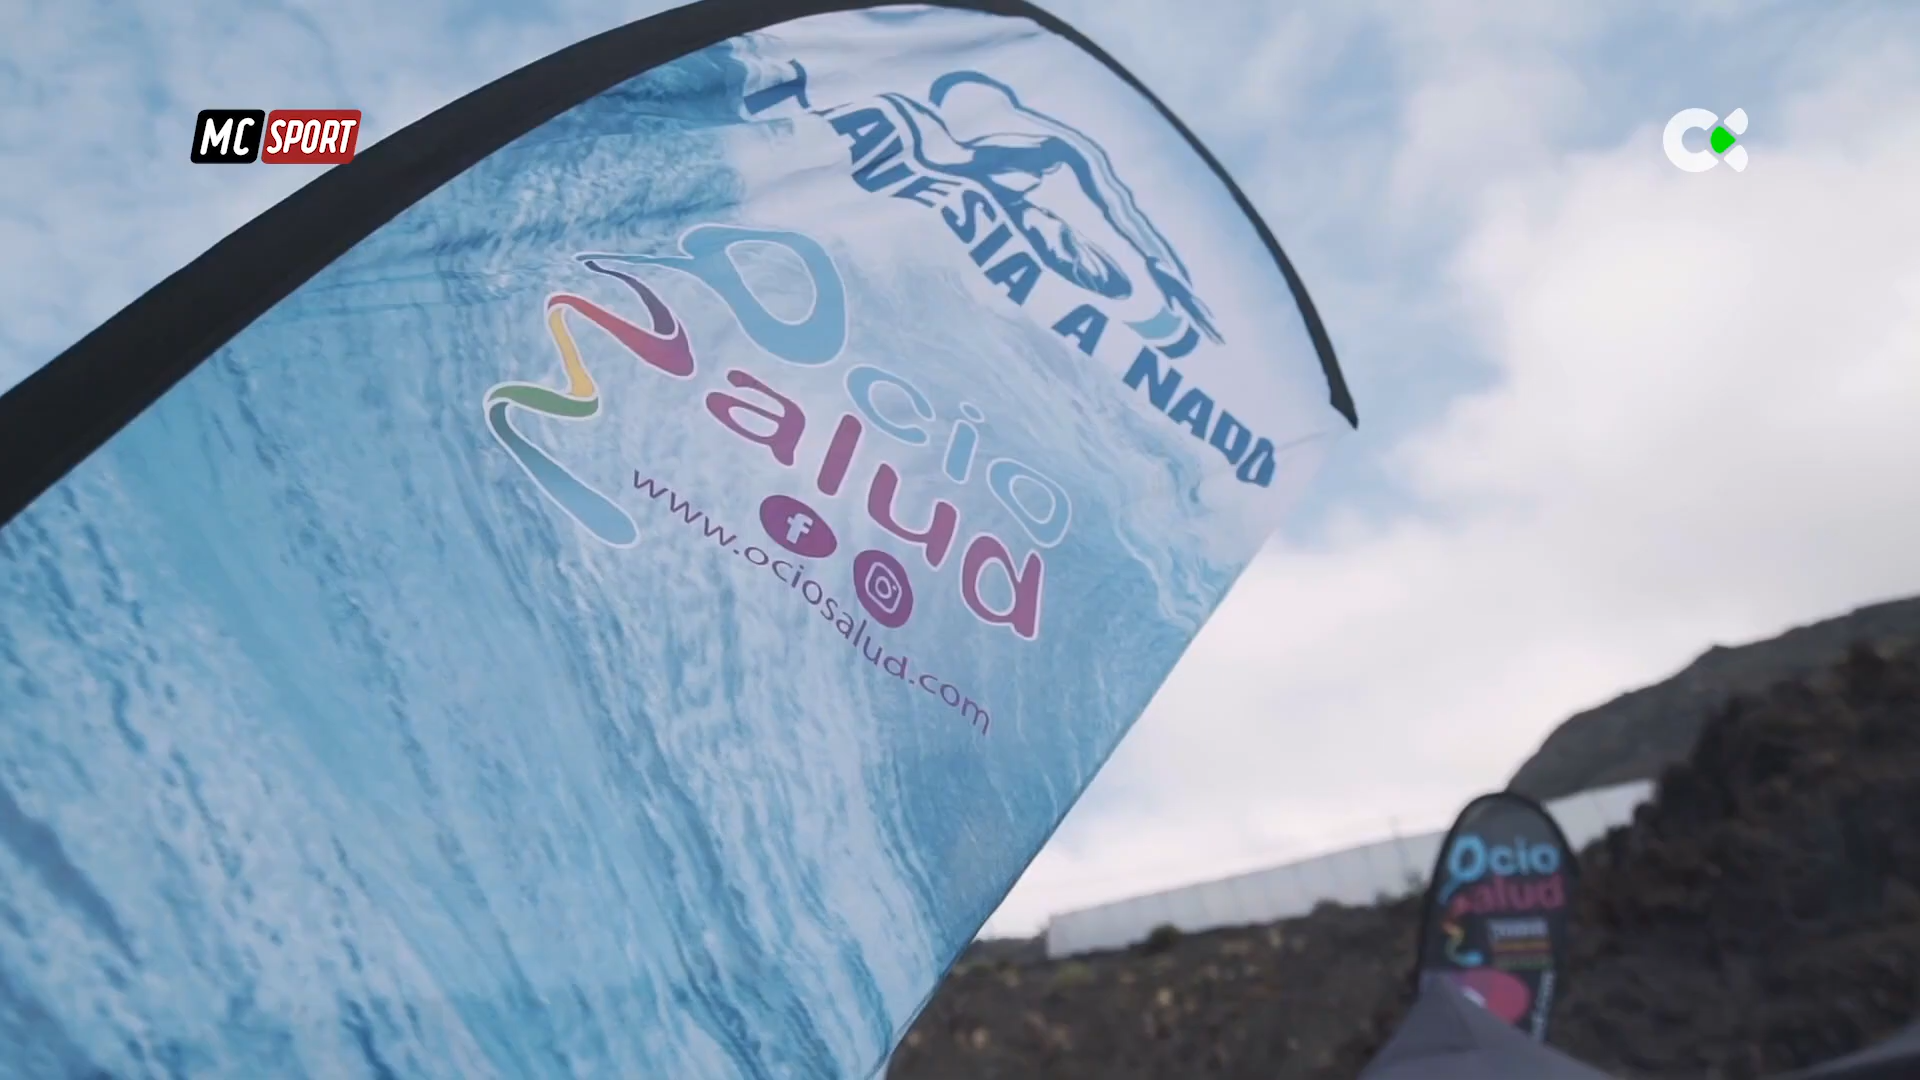 MC SPORT
TRAVESIA A NADO
Ocio
Salud
www.ociosalud.com
Ocio
Salud